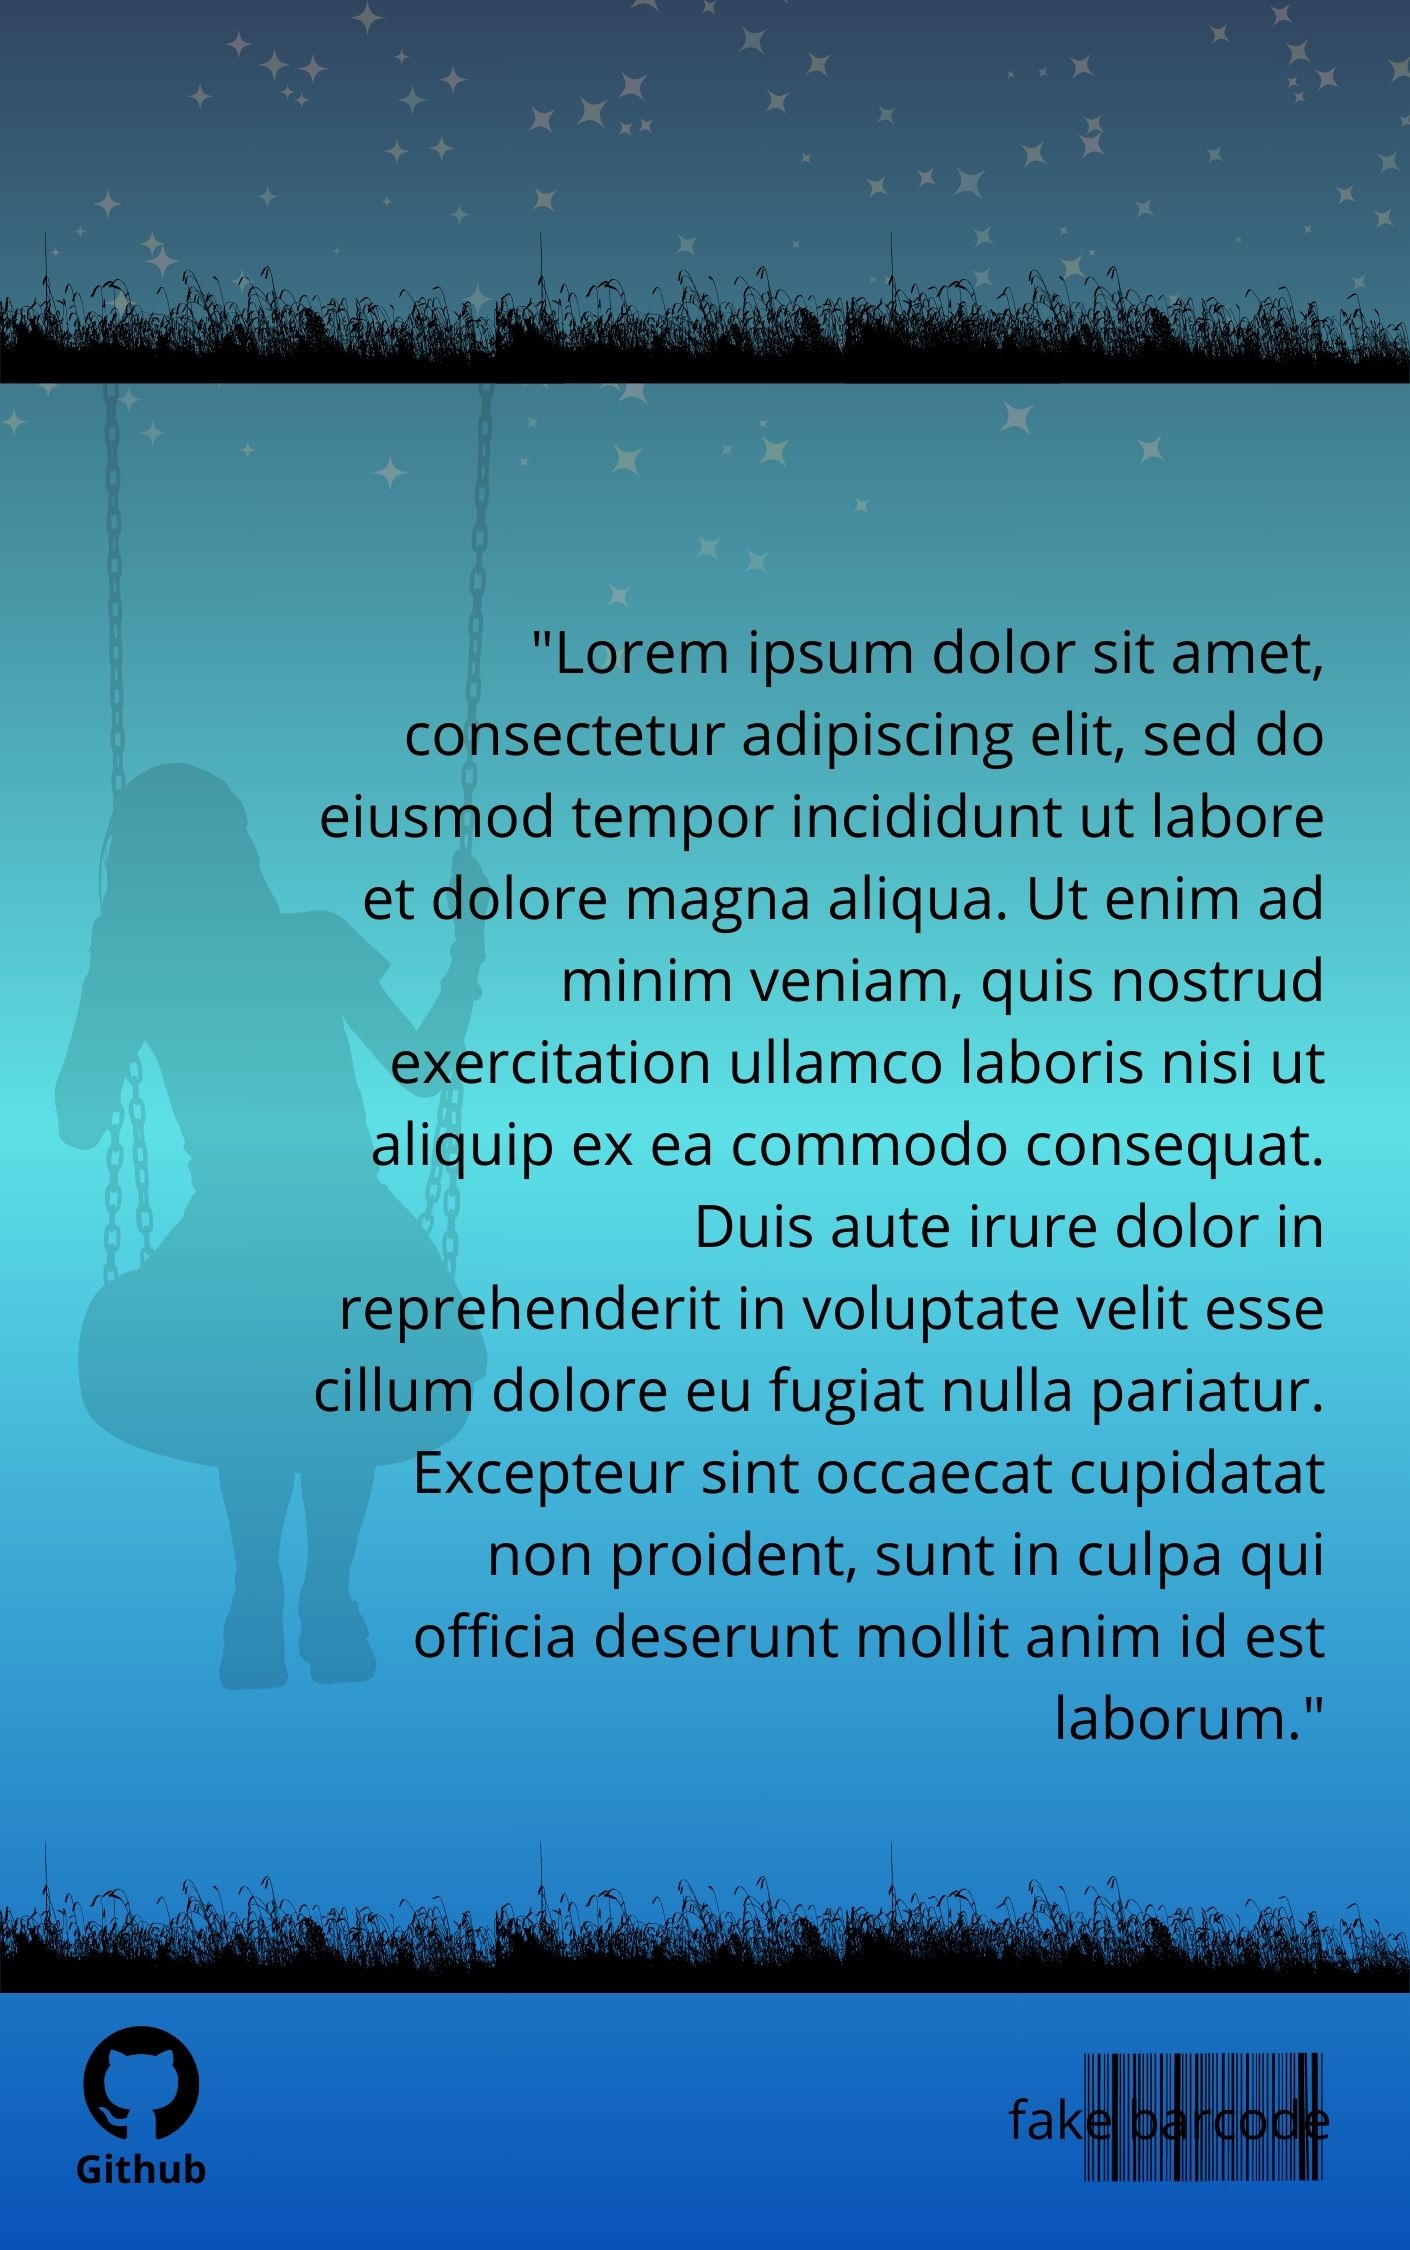 "Lorem ipsum dolor sit amet,
consectetur adipiscing elit, sed do
eiusmod tempor incididunt ut labore
et dolore magna aliqua. Ut enim ad
minim veniam, quis nostrud
exercitation ullamco laboris nisi ut
aliquip ex ea commodo consequat.
Duis aute irure dolor in
reprehenderit in voluptate velit esse
cillum dolore eu fugiat nulla pariatur.
Excepteur sint occaecat cupidatat
non proident, sunt in culpa qui
officia deserunt mollit anim id est
laborum."
Github
fake barcode